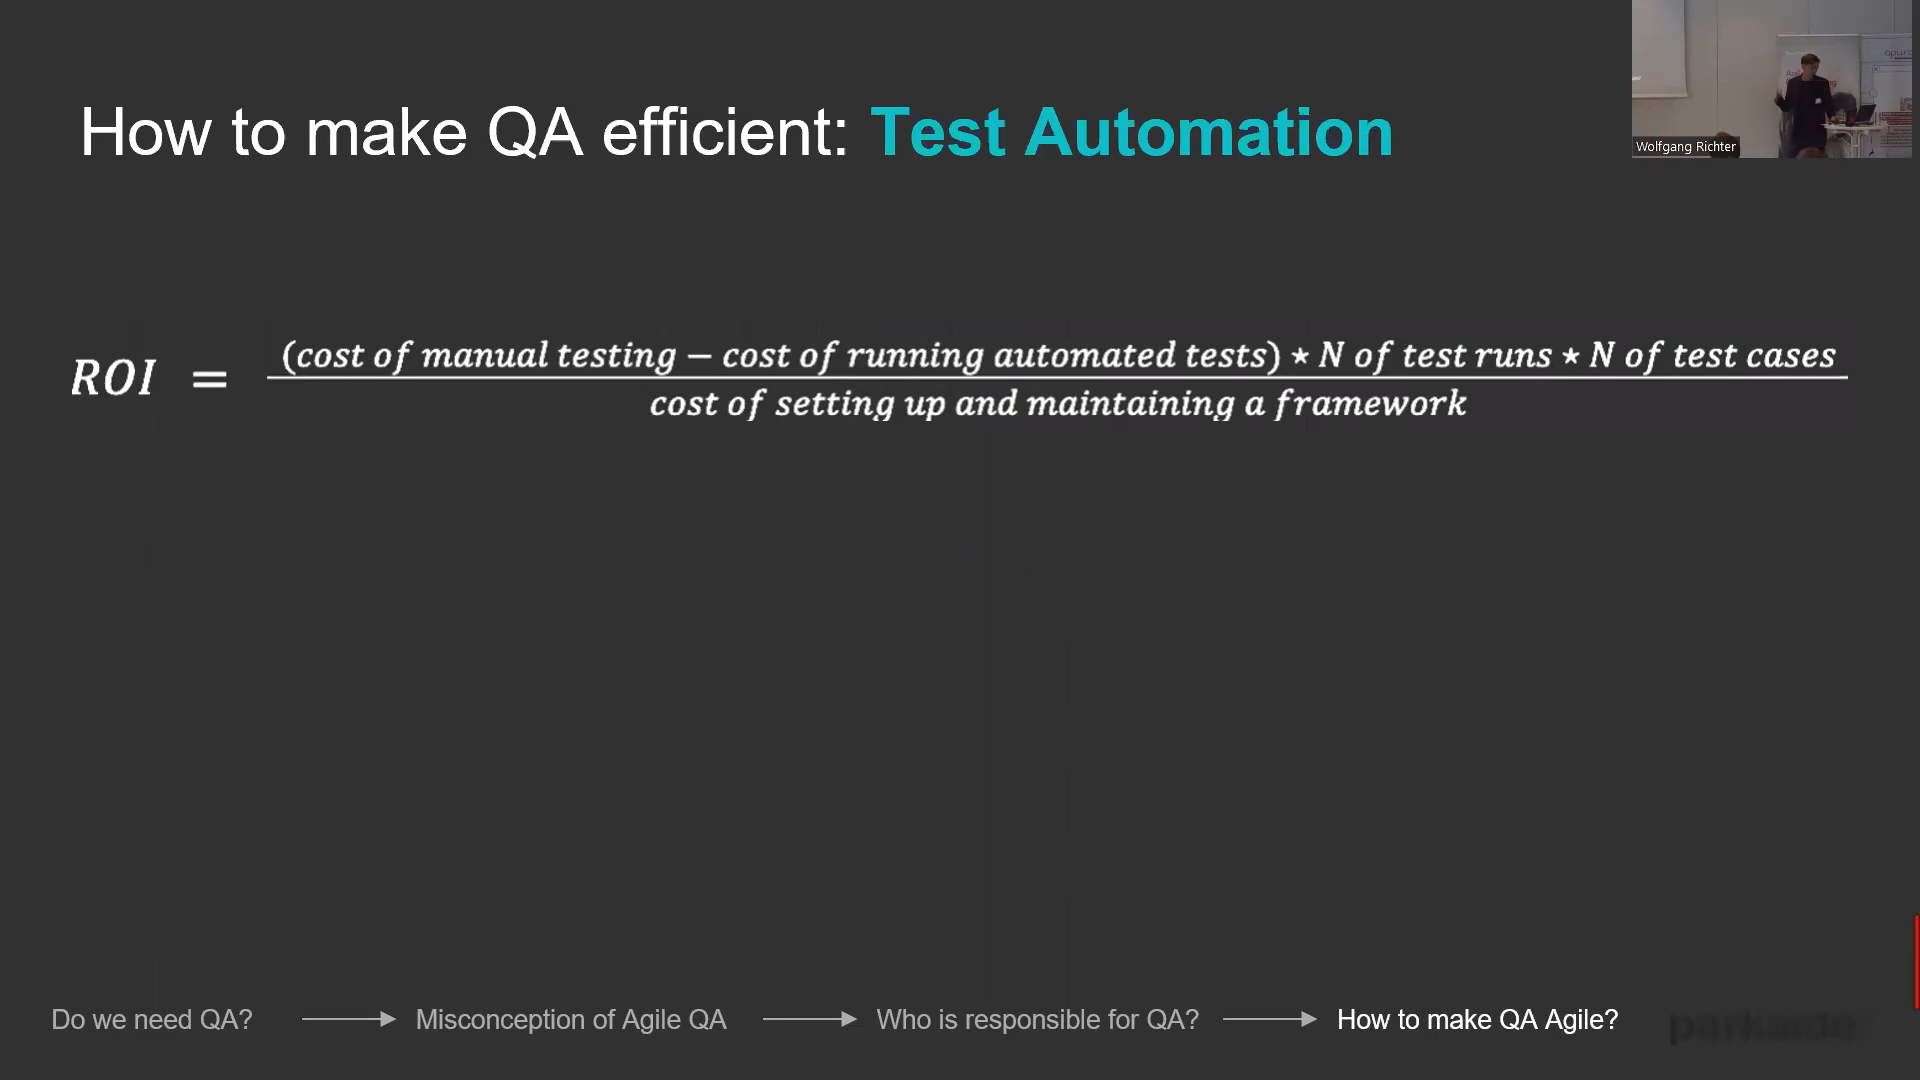 How to make QA efficient: Test Automation
Wolfgang Richter
ROI = (cost of manual testing − cost of running automated tests) * N of test runs * N of test cases
cost of setting up and maintaining a framework
Do we need QA? → Misconception of Agile QA → Who is responsible for QA? → How to make QA Agile?
parkside